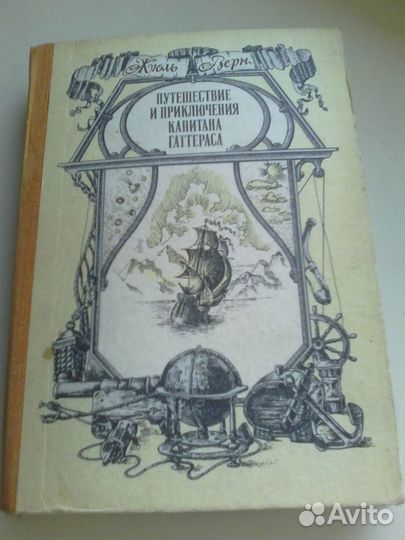 Жюль Верн.
ПУТЕШЕСТВИЕ
И ПРИКЛЮЧЕНИЯ
КАПИТАНА
ГАТТЕРАСА
Avito